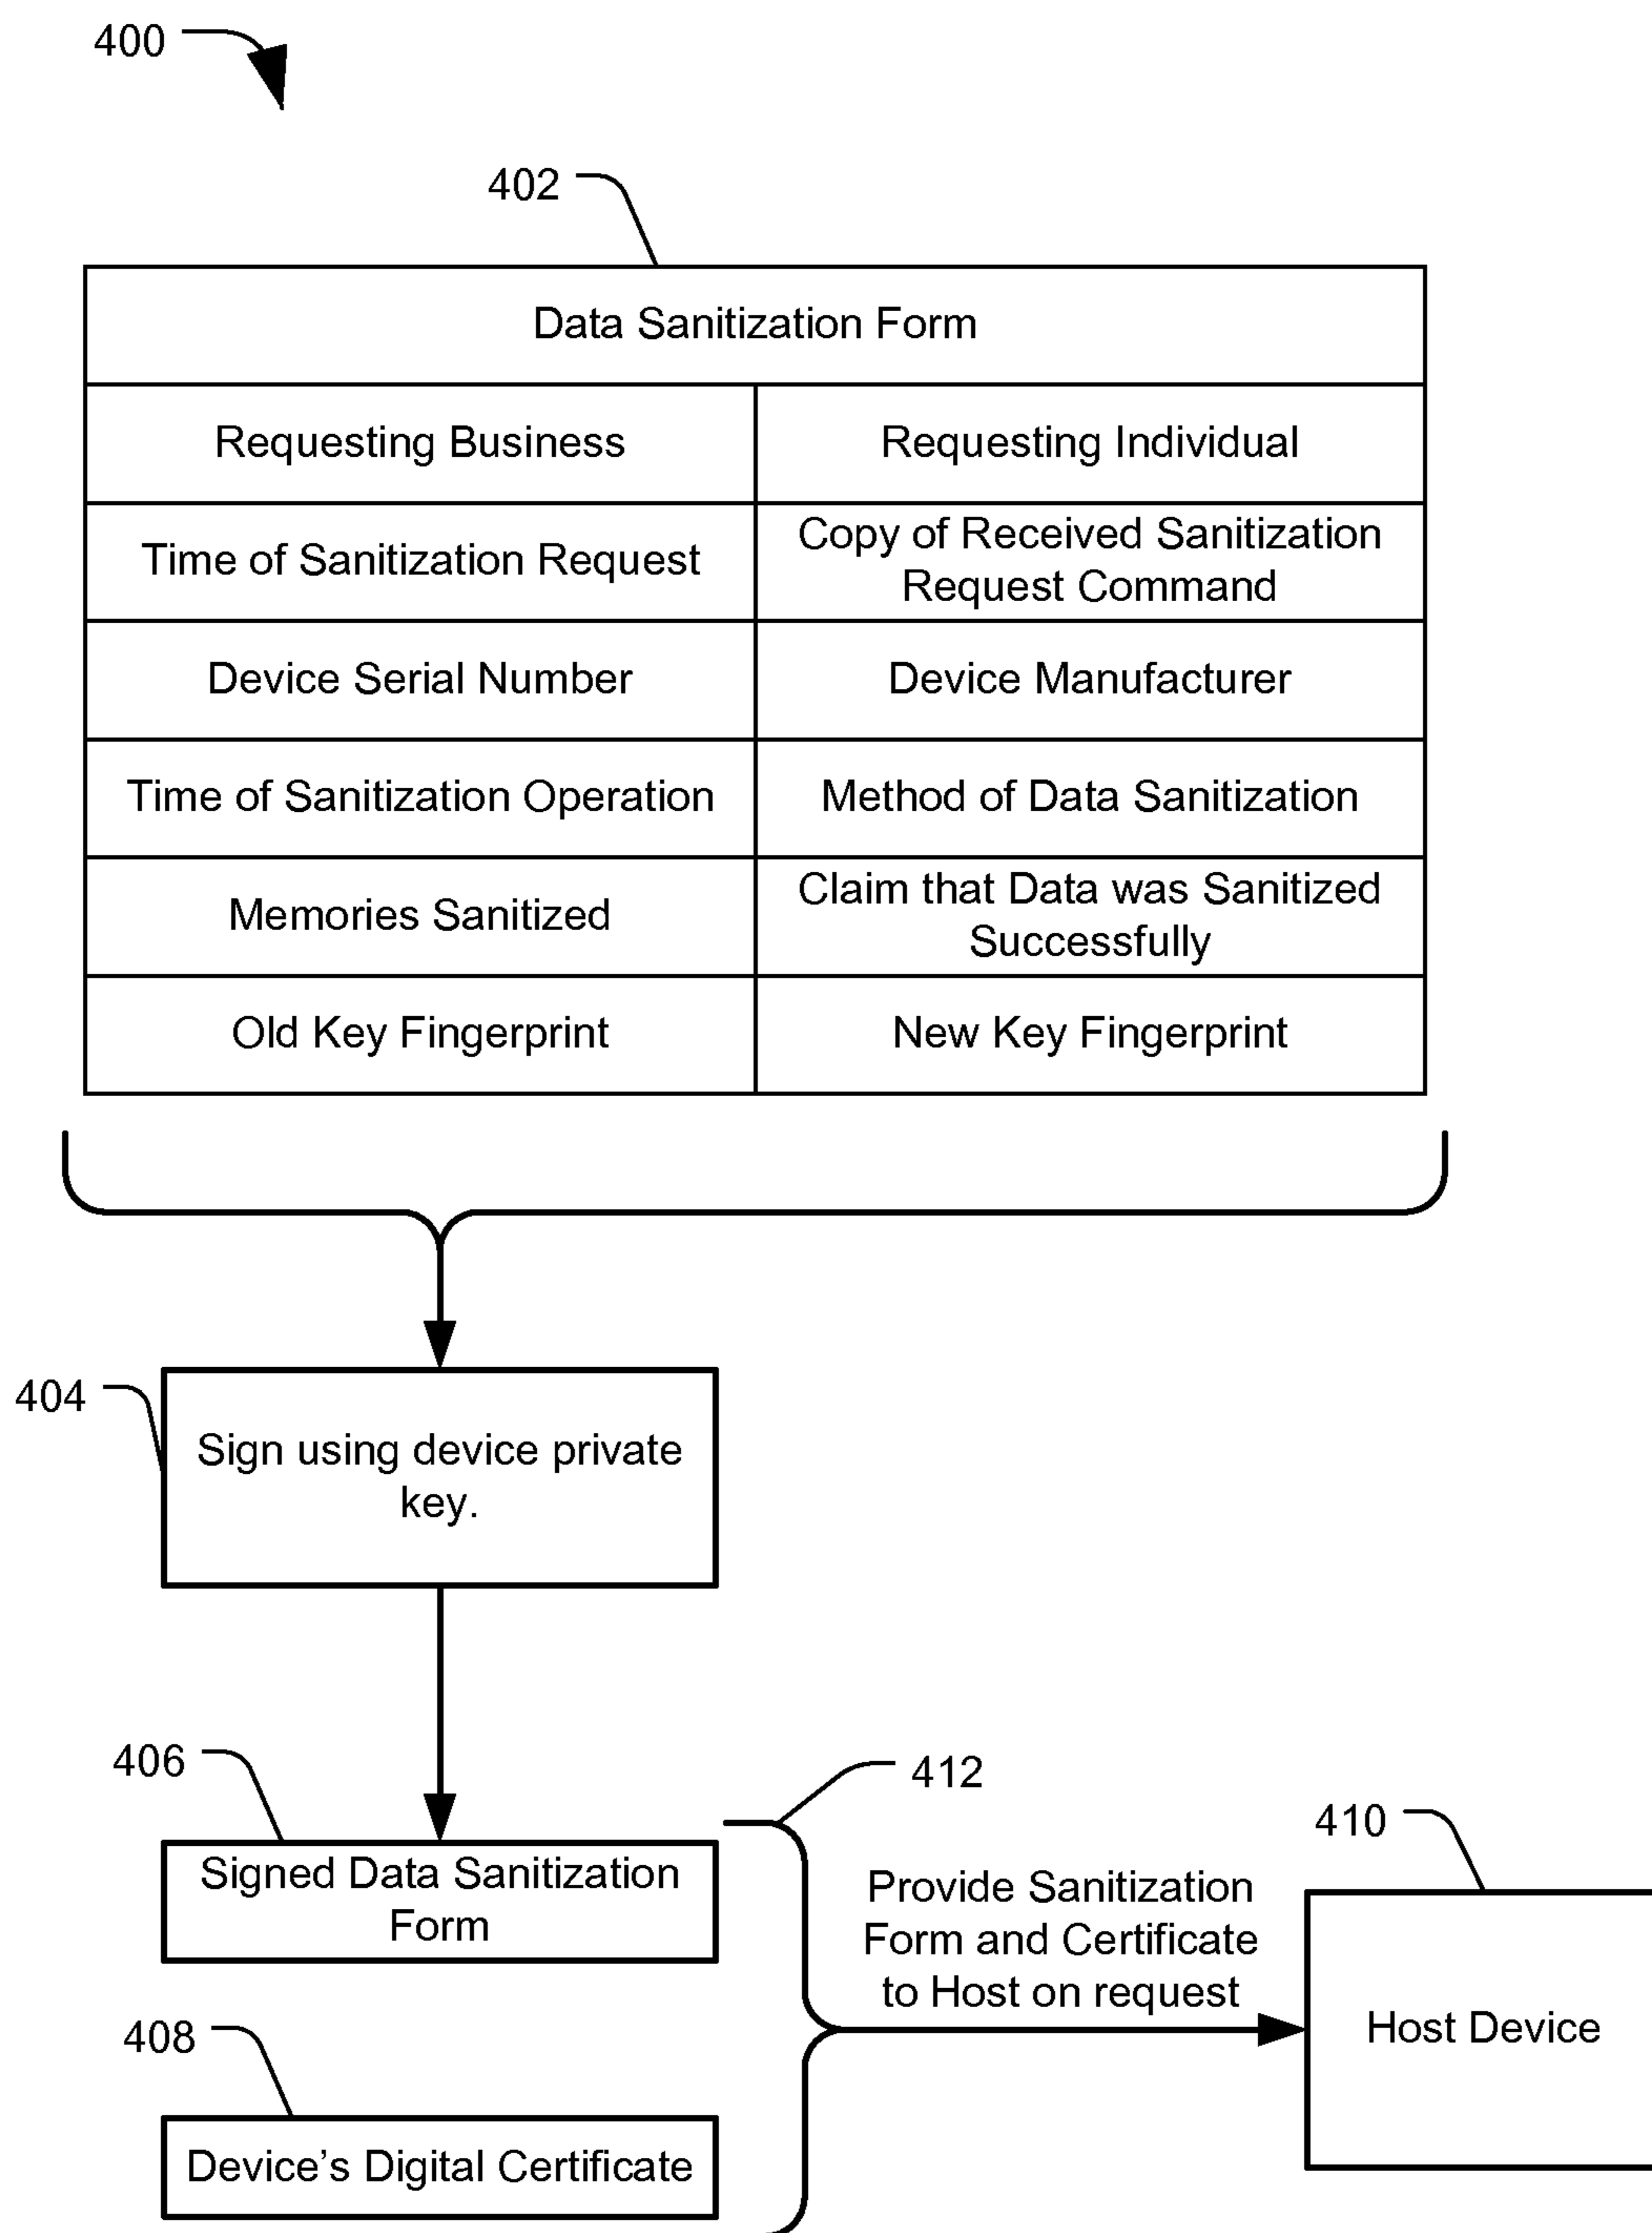 400
402
Data Sanitization Form
Requesting Business
Requesting Individual
Time of Sanitization Request
Copy of Received Sanitization
Request Command
Device Serial Number
Device Manufacturer
Time of Sanitization Operation
Method of Data Sanitization
Memories Sanitized
Claim that Data was Sanitized
Successfully
Old Key Fingerprint
New Key Fingerprint
404
Sign using device private
key.
406
412
410
Signed Data Sanitization
Form
Provide Sanitization
Form and Certificate
to Host on request
Host Device
408
Device's Digital Certificate